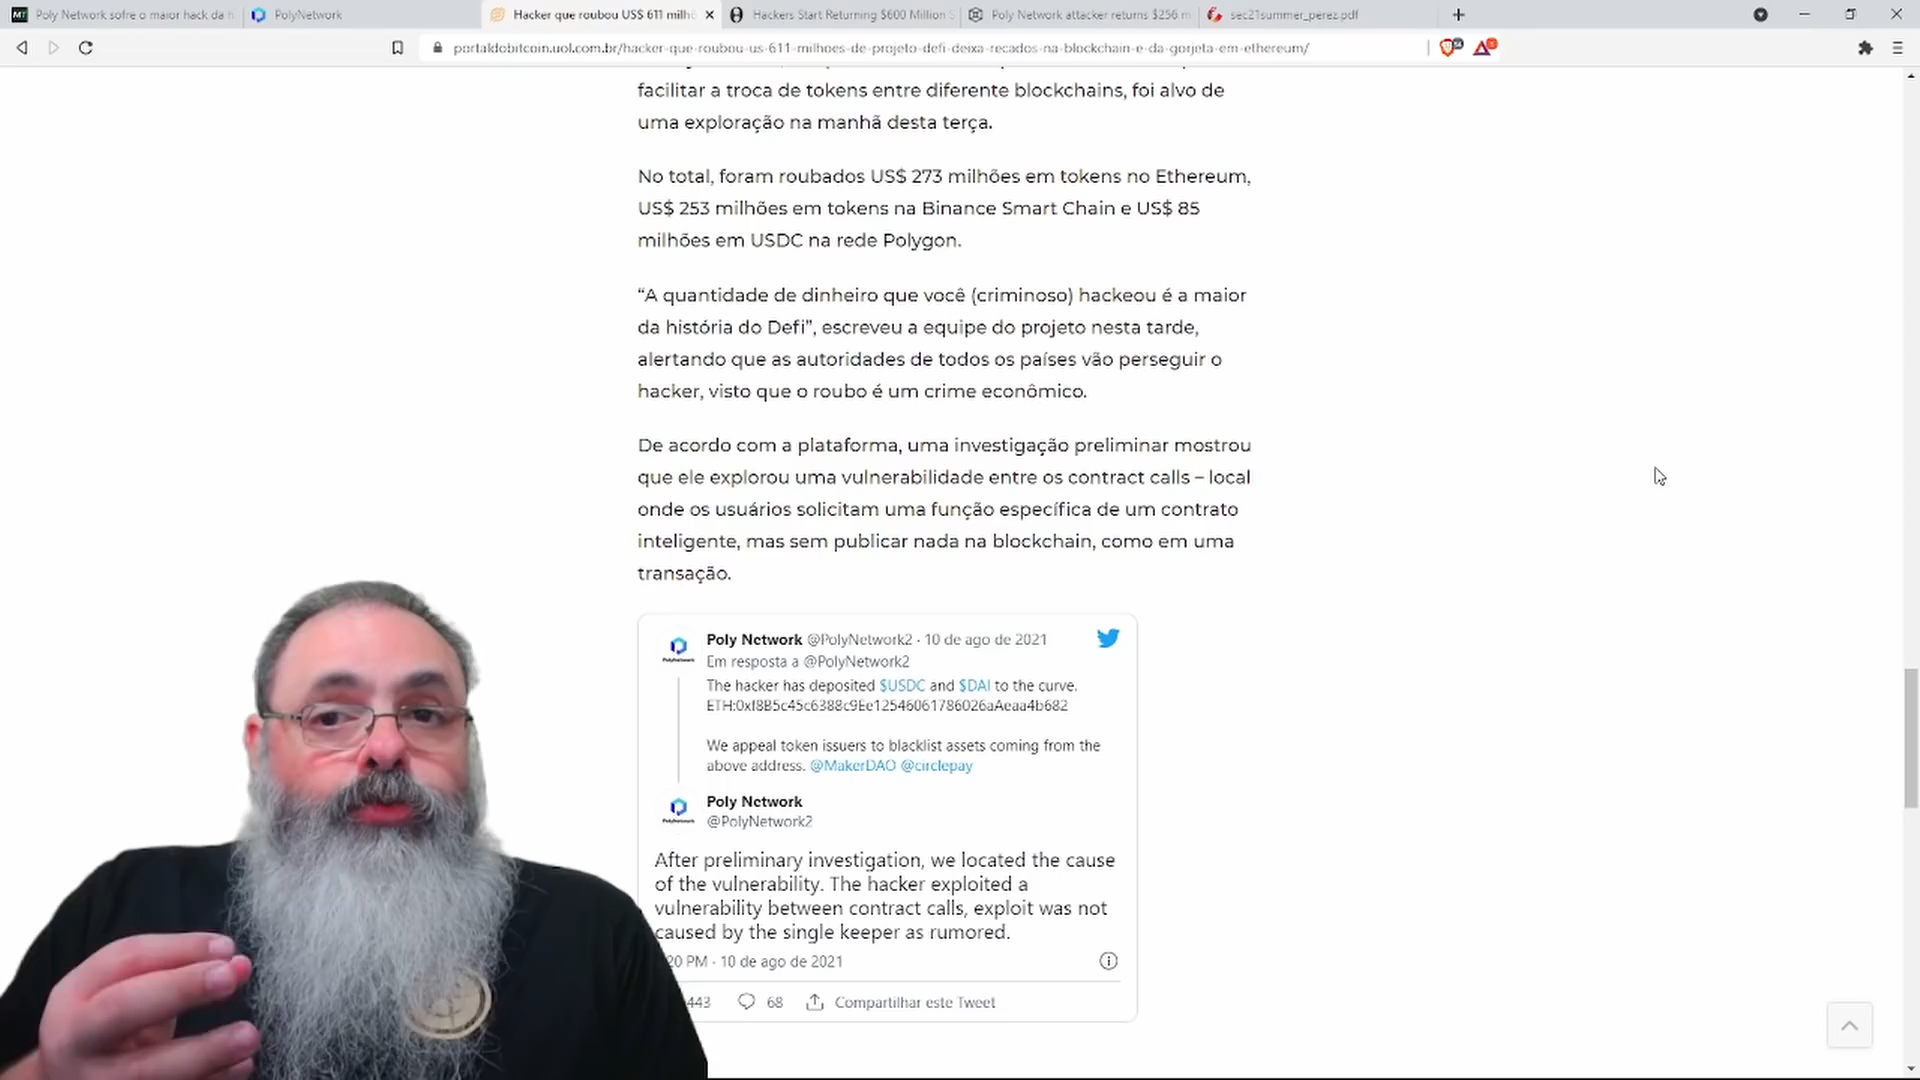 Poly Network sofre o maior hack da h
PolyNetwork
Hacker que roubou US$ 611 milhõ
Hackers Start Returning $600 Million S
Poly Network attacker returns $256 m
sec21summer_perez.pdf
portaldobitcoin.uol.com.br/hacker-que-roubou-us-611-milhoes-de-projeto-defi-deixa-recados-na-blockchain-e-da-gorjeta-em-ethereum/
facilitar a troca de tokens entre diferente blockchains, foi alvo de
uma exploração na manhã desta terça.
No total, foram roubados US$ 273 milhões em tokens no Ethereum,
US$ 253 milhões em tokens na Binance Smart Chain e US$ 85
milhões em USDC na rede Polygon.
“A quantidade de dinheiro que você (criminoso) hackeou é a maior
da história do Defi”, escreveu a equipe do projeto nesta tarde,
alertando que as autoridades de todos os países vão perseguir o
hacker, visto que o roubo é um crime econômico.
De acordo com a plataforma, uma investigação preliminar mostrou
que ele explorou uma vulnerabilidade entre os contract calls – local
onde os usuários solicitam uma função específica de um contrato
inteligente, mas sem publicar nada na blockchain, como em uma
transação.
Poly Network @PolyNetwork2 · 10 de ago de 2021
Em resposta a @PolyNetwork2
The hacker has deposited $USDC and $DAI to the curve.
ETH:0xf8B5c45c6388c9Ee12546061786026aAeaa4b682
We appeal token issuers to blacklist assets coming from the
above address. @MakerDAO @circlepay
Poly Network
@PolyNetwork2
After preliminary investigation, we located the cause
of the vulnerability. The hacker exploited a
vulnerability between contract calls, exploit was not
caused by the single keeper as rumored.
20 PM · 10 de ago de 2021
443 68 Compartilhar este Tweet